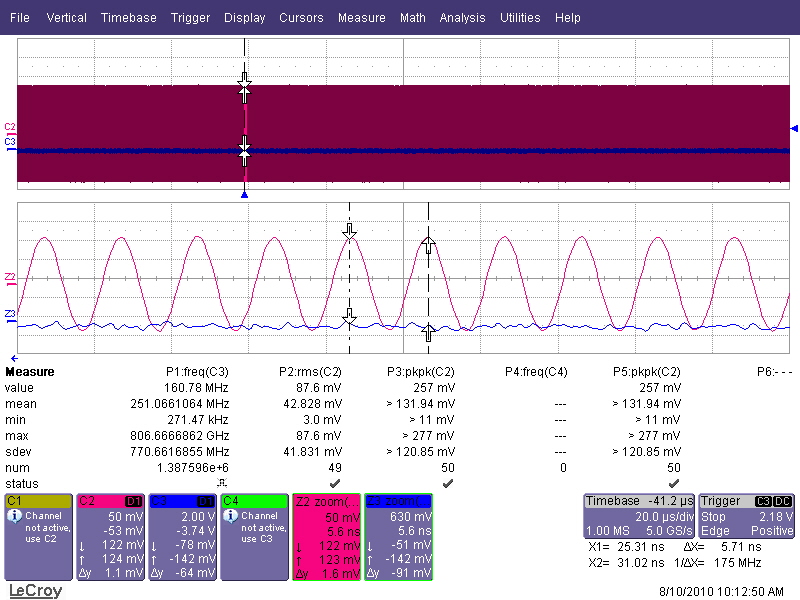 File Vertical Timebase Trigger Display Cursors Measure Math Analysis Utilities Help
C2
C3
Z2
Z3
Measure P1:freq(C3) P2:rms(C2) P3:pkpk(C2) P4:freq(C4) P5:pkpk(C2) P6:- - -
value 160.78 MHz 87.6 mV 257 mV 257 mV
mean 251.0661064 MHz 42.828 mV > 131.94 mV --- > 131.94 mV
min 271.47 kHz 3.0 mV > 11 mV --- > 11 mV
max 806.6666862 GHz 87.6 mV > 277 mV --- > 277 mV
sdev 770.6616855 MHz 41.831 mV > 120.85 mV --- > 120.85 mV
num 1.387596e+6 49 50 0 50
status
C1
Channel
not active,
use C2
C2 D1
50 mV
-53 mV
↓ 122 mV
↑ 124 mV
Δy 1.1 mV
C3 D1
2.00 V
-3.74 V
↓ -78 mV
↑ -142 mV
Δy -64 mV
C4
Channel
not active,
use C3
Z2 zoom(...
50 mV
5.6 ns
↓ 122 mV
↑ 123 mV
Δy 1.6 mV
Z3 zoom(...
630 mV
5.6 ns
↓ -51 mV
↑ -142 mV
Δy -91 mV
Timebase -41.2 µs
20.0 µs/div
1.00 MS 5.0 GS/s
Trigger C3 DC
Stop 2.18 V
Edge Positive
X1= 25.31 ns ΔX= 5.71 ns
X2= 31.02 ns 1/ΔX= 175 MHz
LeCroy
8/10/2010 10:12:50 AM